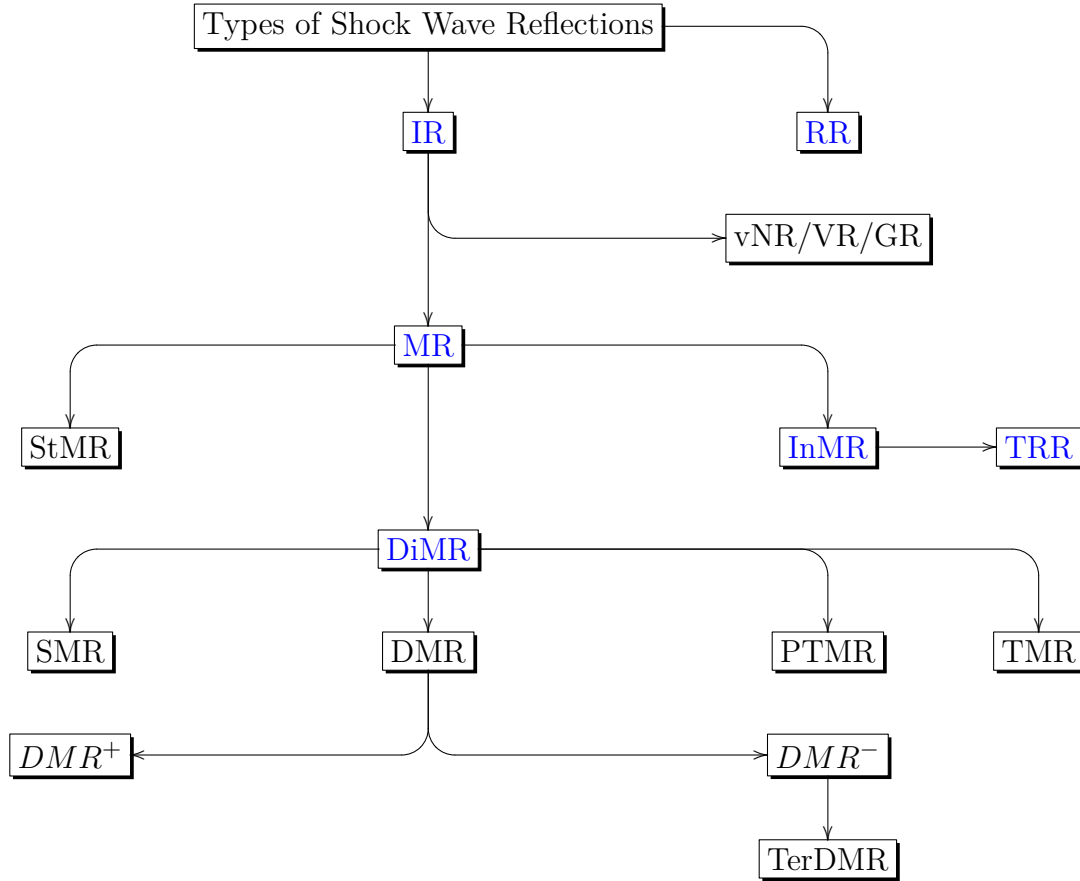 Types of Shock Wave Reflections
IR
RR
vNR/VR/GR
MR
StMR
InMR
TRR
DiMR
SMR
DMR
PTMR
TMR
DMR⁺
DMR⁻
TerDMR